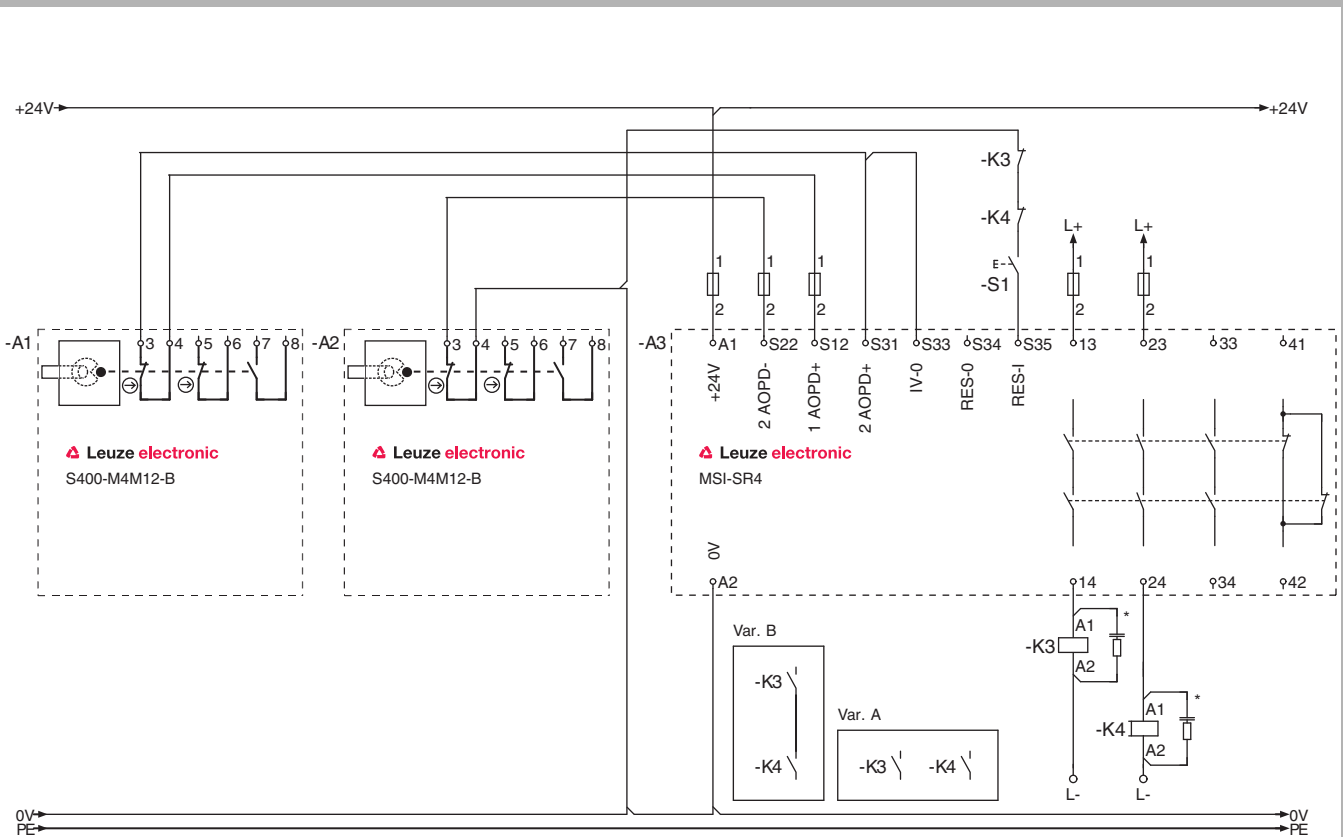 +24V
+24V
-K3
-K4
E
-S1
L+
L+
1
1
1
1
1
2
2
2
2
2
-A1
3
4
5
6
7
8
-A2
3
4
5
6
7
8
-A3
A1
S22
S12
S31
S33
S34
S35
13
23
33
41
+24V
2 AOPD-
1 AOPD+
2 AOPD+
IV-0
RES-0
RES-I
Leuze electronic
S400-M4M12-B
Leuze electronic
S400-M4M12-B
Leuze electronic
MSI-SR4
0V
A2
14
24
34
42
Var. B
-K3
-K4
Var. A
-K3
-K4
-K3
A1
A2
*
-K4
A1
A2
*
L-
L-
0V
0V
PE
PE